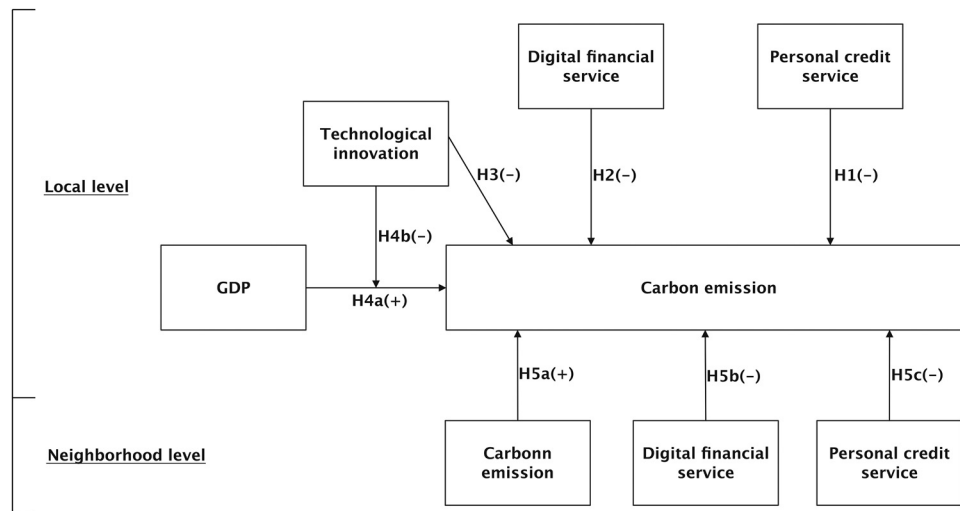 Digital financial
service
Personal credit
service
Technological
innovation
Local level
H3(-)
H2(-)
H1(-)
H4b(-)
GDP
H4a(+)
Carbon emission
H5a(+)
H5b(-)
H5c(-)
Neighborhood level
Carbonn
emission
Digital financial
service
Personal credit
service